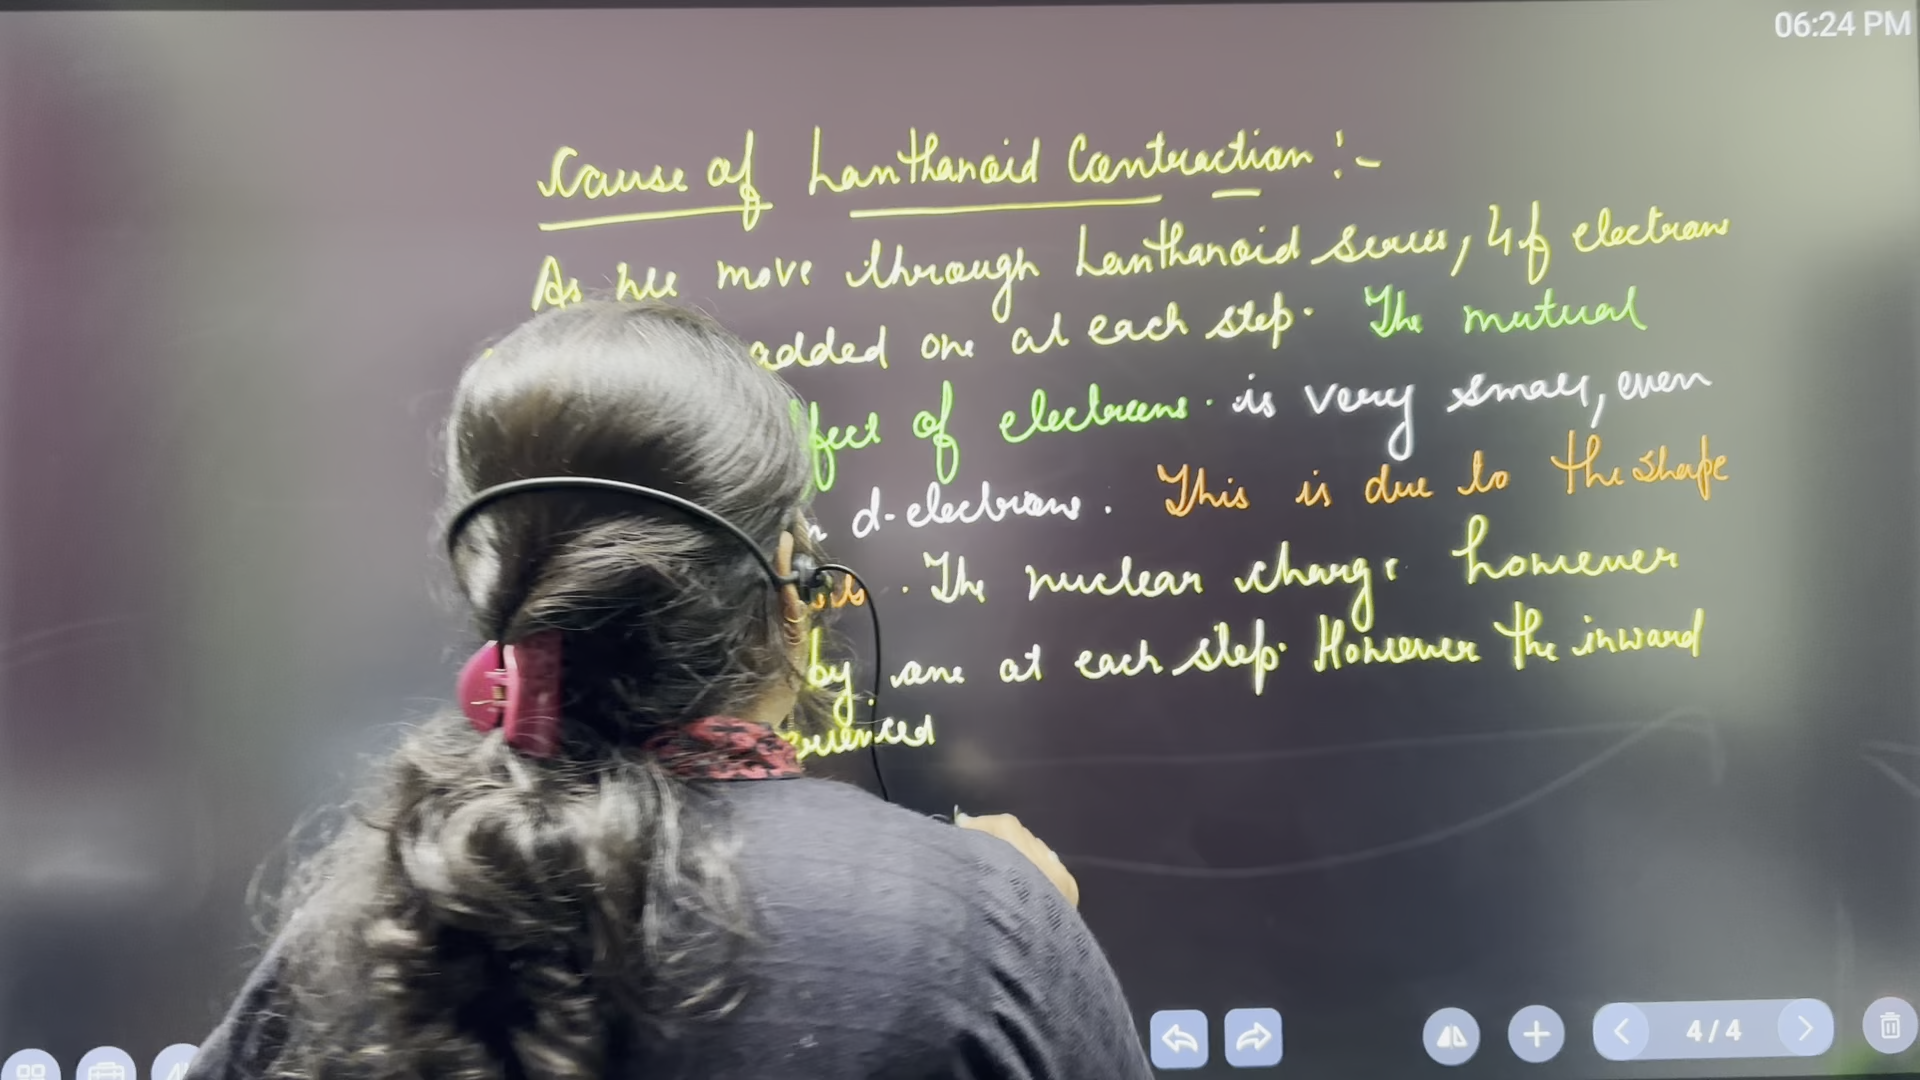 06:24 PM
Cause of Lanthanoid Contraction :-
As we move through Lanthanoid series, 4f electrons
added one at each step. The mutual
ffect of electrons. is very small, even
d-electrons. This is due to the shape
. The nuclear charge however
by one at each step. However the inward
erienced
4/4